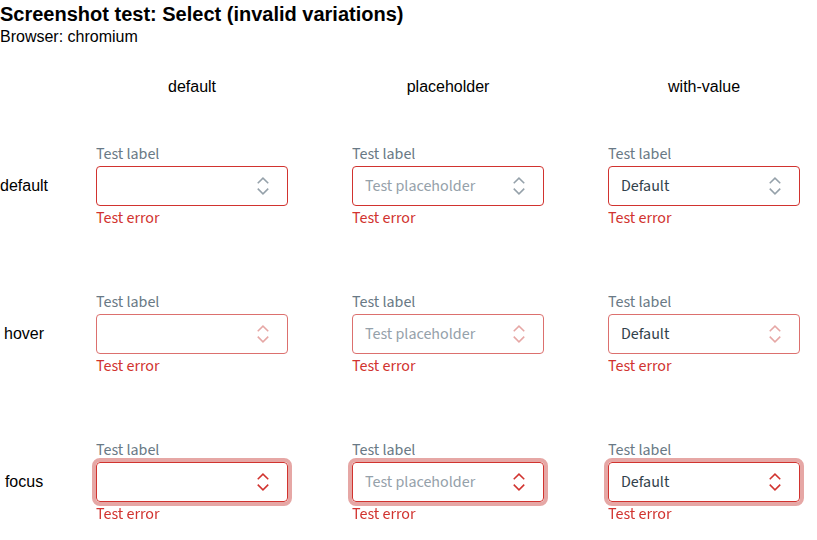 Screenshot test: Select (invalid variations)
Browser: chromium
default placeholder with-value
Test label Test label Test label
default Test placeholder Default
Test error Test error Test error
Test label Test label Test label
hover Test placeholder Default
Test error Test error Test error
Test label Test label Test label
focus Test placeholder Default
Test error Test error Test error